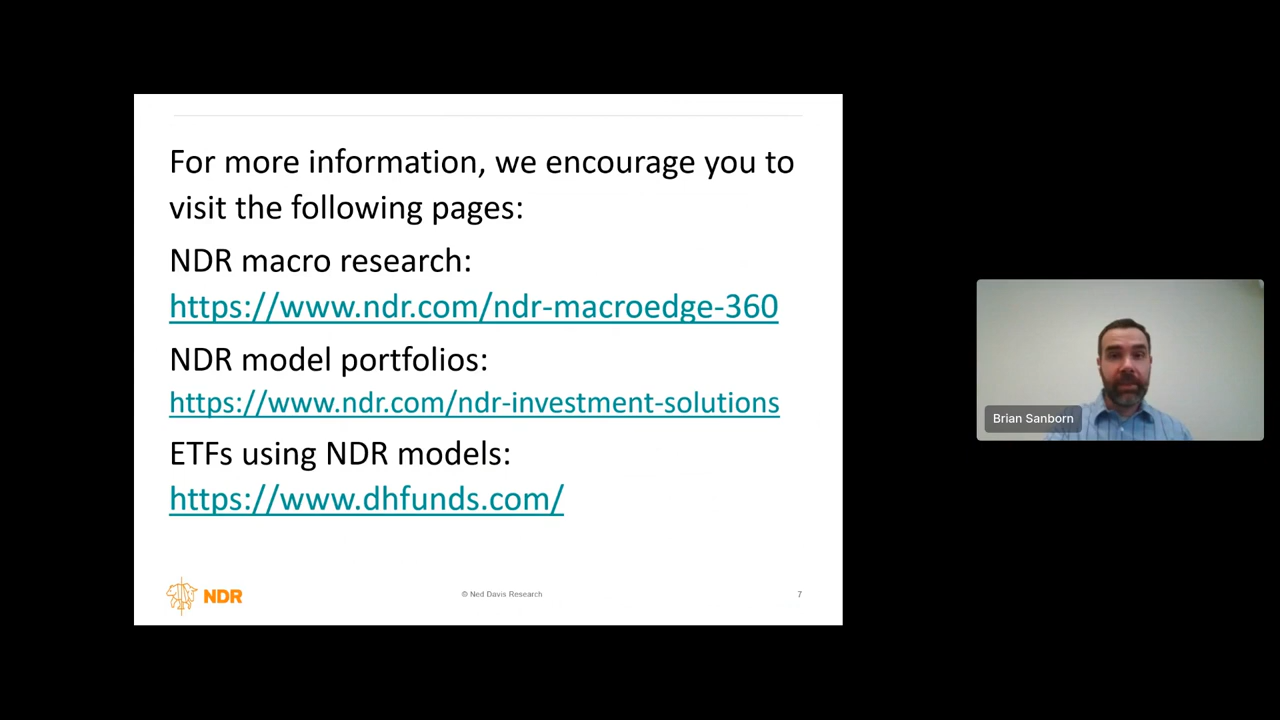 For more information, we encourage you to
visit the following pages:
NDR macro research:
https://www.ndr.com/ndr-macroedge-360
NDR model portfolios:
https://www.ndr.com/ndr-investment-solutions
ETFs using NDR models:
https://www.dhfunds.com/
NDR
© Ned Davis Research
7
Brian Sanborn